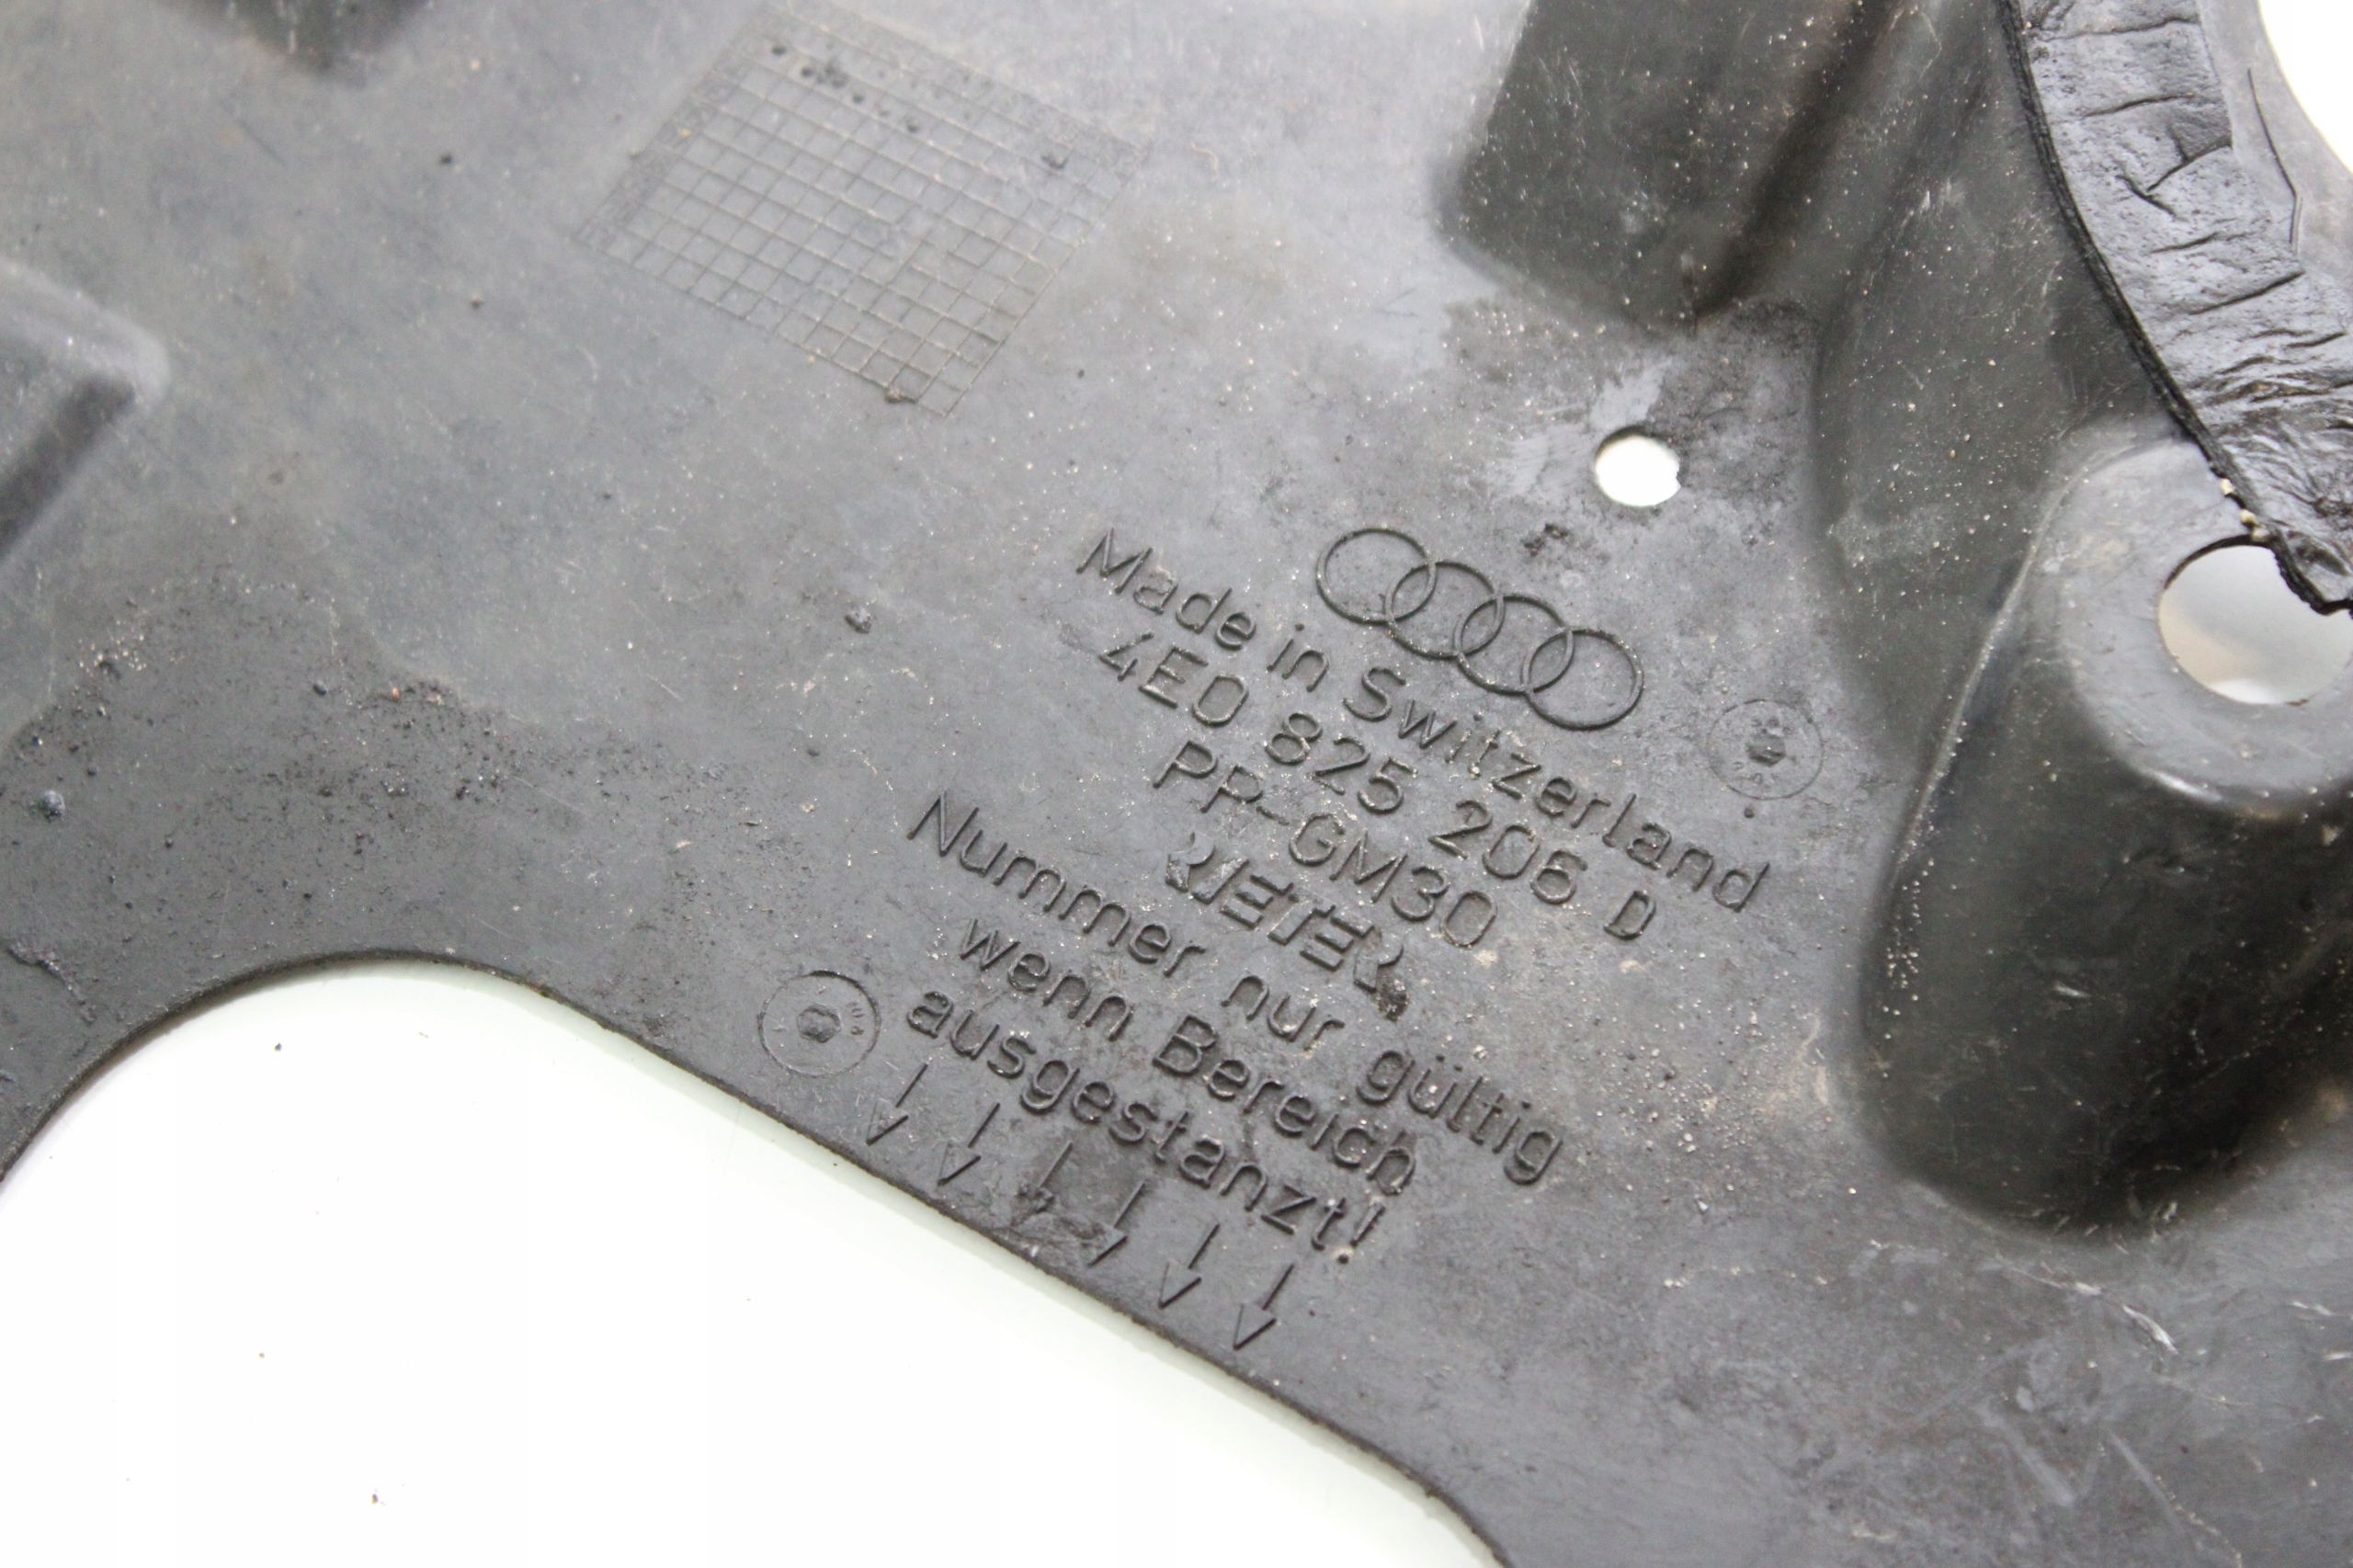 Made in Switzerland
4E0 825 206 D
PP-GM30
RIETER
Nummer nur gültig
wenn Bereich
ausgestanzt!